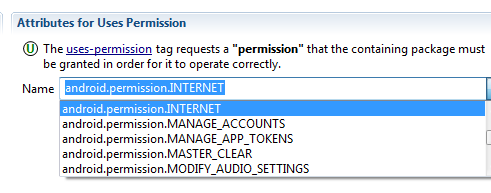 Attributes for Uses Permission
U The uses-permission tag requests a "permission" that the containing package must
be granted in order for it to operate correctly.
Name android.permission.INTERNET
android.permission.INTERNET
android.permission.MANAGE_ACCOUNTS
android.permission.MANAGE_APP_TOKENS
android.permission.MASTER_CLEAR
android.permission.MODIFY_AUDIO_SETTINGS